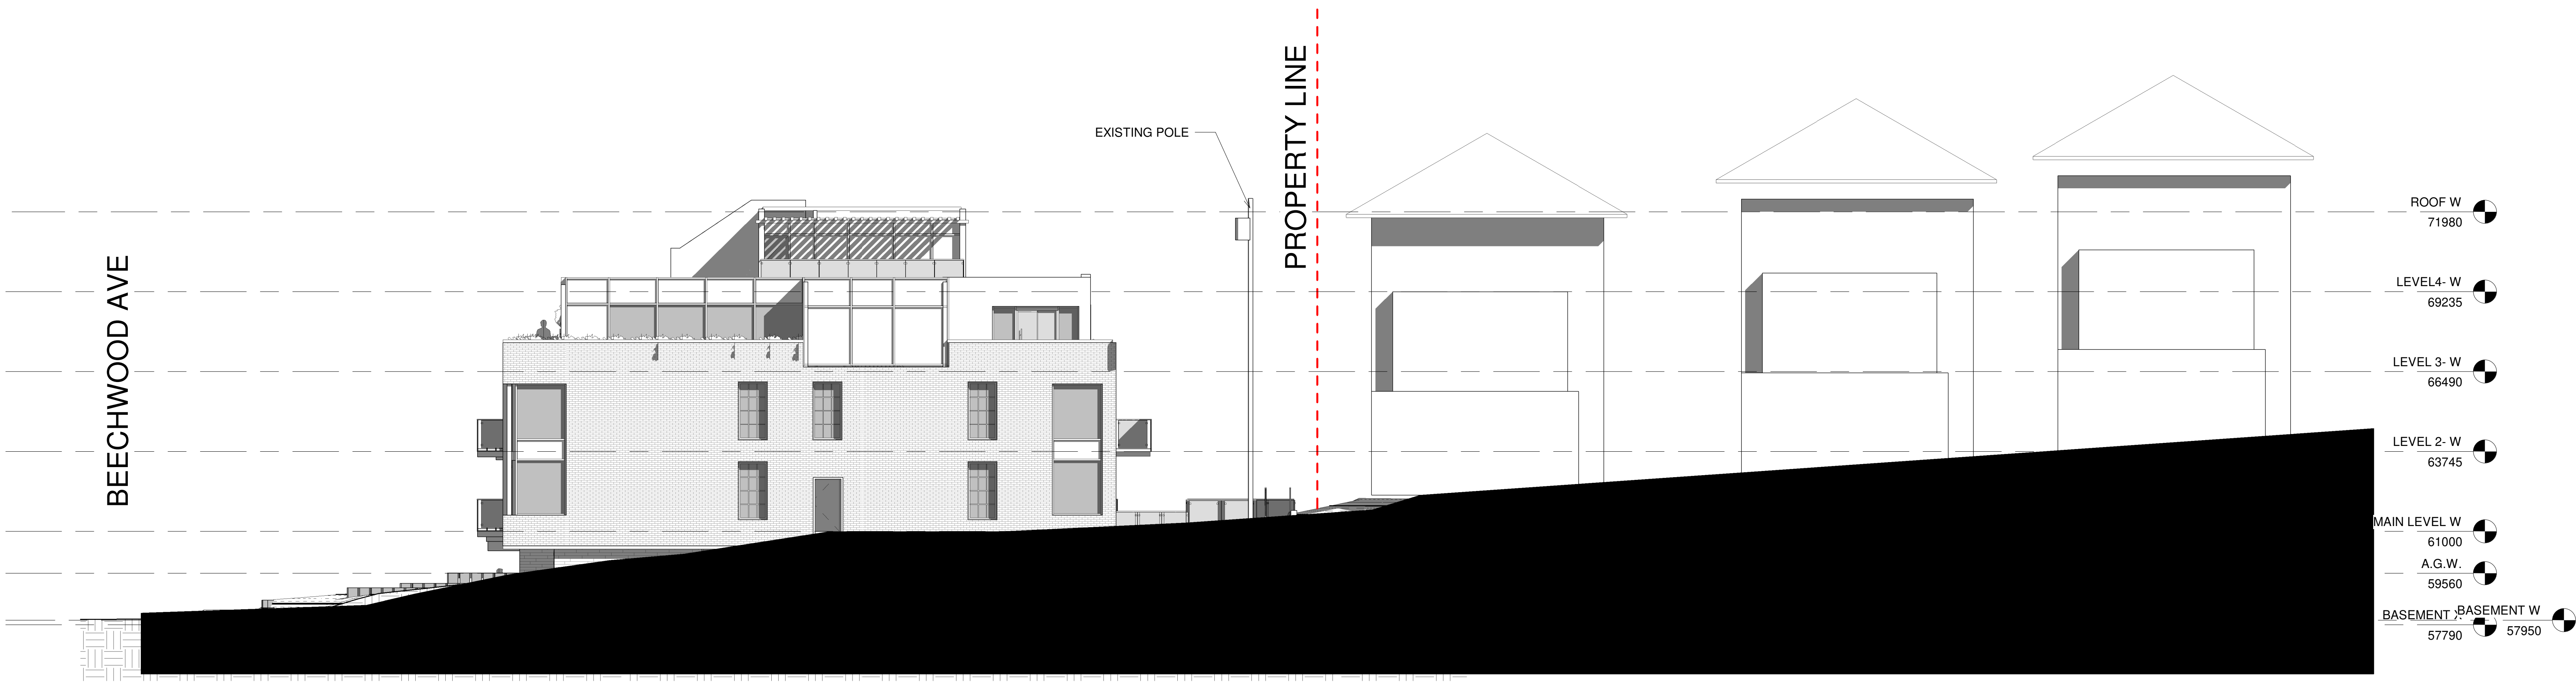 BEECHWOOD AVE
EXISTING POLE
PROPERTY LINE
ROOF W
71980
LEVEL4- W
69235
LEVEL 3- W
66490
LEVEL 2- W
63745
MAIN LEVEL W
61000
A.G.W.
59560
BASEMENT
57790
BASEMENT W
57950